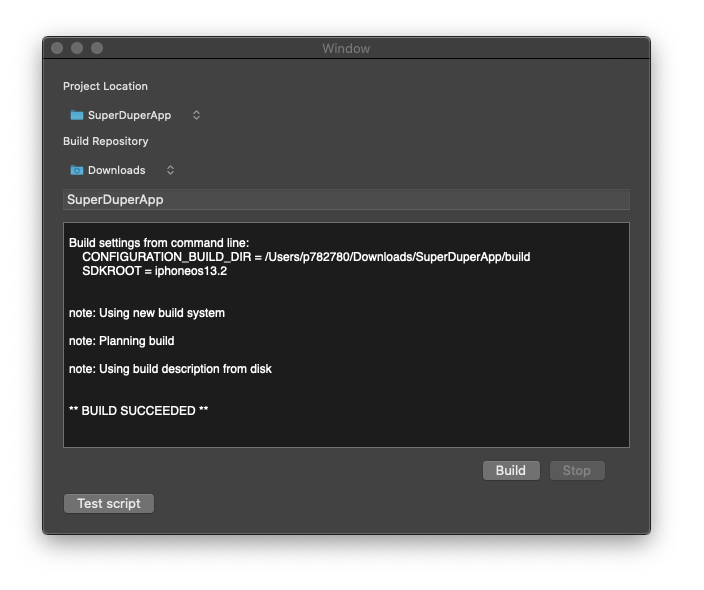 Window
Project Location
SuperDuperApp
Build Repository
Downloads
SuperDuperApp
Build settings from command line:
CONFIGURATION_BUILD_DIR = /Users/p782780/Downloads/SuperDuperApp/build
SDKROOT = iphoneos13.2
note: Using new build system
note: Planning build
note: Using build description from disk
** BUILD SUCCEEDED **
Build Stop
Test script